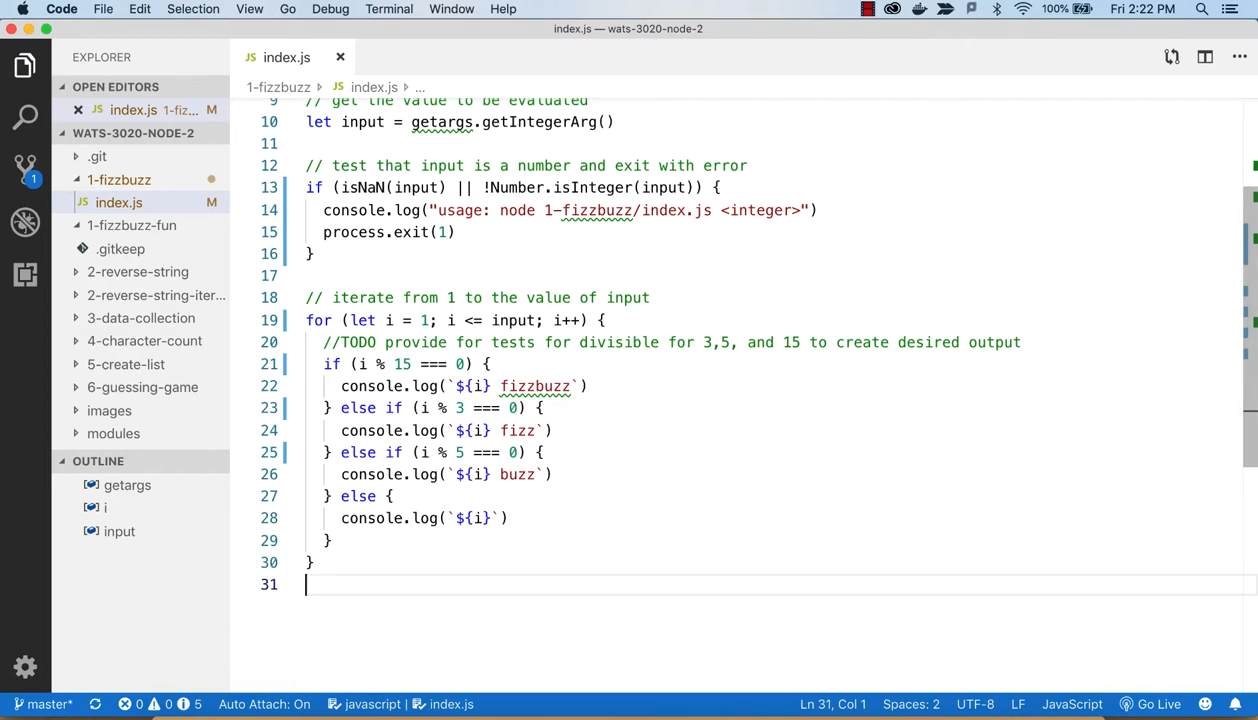 Code File Edit Selection View Go Debug Terminal Window Help 100% Fri 2:22 PM
index.js — wats-3020-node-2
EXPLORER
OPEN EDITORS
JS index.js 1-fizz... M
WATS-3020-NODE-2
.git
1-fizzbuzz
JS index.js M
1-fizzbuzz-fun
.gitkeep
2-reverse-string
2-reverse-string-iter...
3-data-collection
4-character-count
5-create-list
6-guessing-game
images
modules
OUTLINE
getargs
i
input
1
JS index.js
1-fizzbuzz JS index.js ...
9 // get the value to be evaluated
10 let input = getargs.getIntegerArg()
11
12 // test that input is a number and exit with error
13 if (isNaN(input) || !Number.isInteger(input)) {
14 console.log("usage: node 1-fizzbuzz/index.js <integer>")
15 process.exit(1)
16 }
17
18 // iterate from 1 to the value of input
19 for (let i = 1; i <= input; i++) {
20 //TODO provide for tests for divisible for 3,5, and 15 to create desired output
21 if (i % 15 === 0) {
22 console.log(`${i} fizzbuzz`)
23 } else if (i % 3 === 0) {
24 console.log(`${i} fizz`)
25 } else if (i % 5 === 0) {
26 console.log(`${i} buzz`)
27 } else {
28 console.log(`${i}`)
29 }
30 }
31
master* 0 0 5 Auto Attach: On javascript | index.js Ln 31, Col 1 Spaces: 2 UTF-8 LF JavaScript Go Live